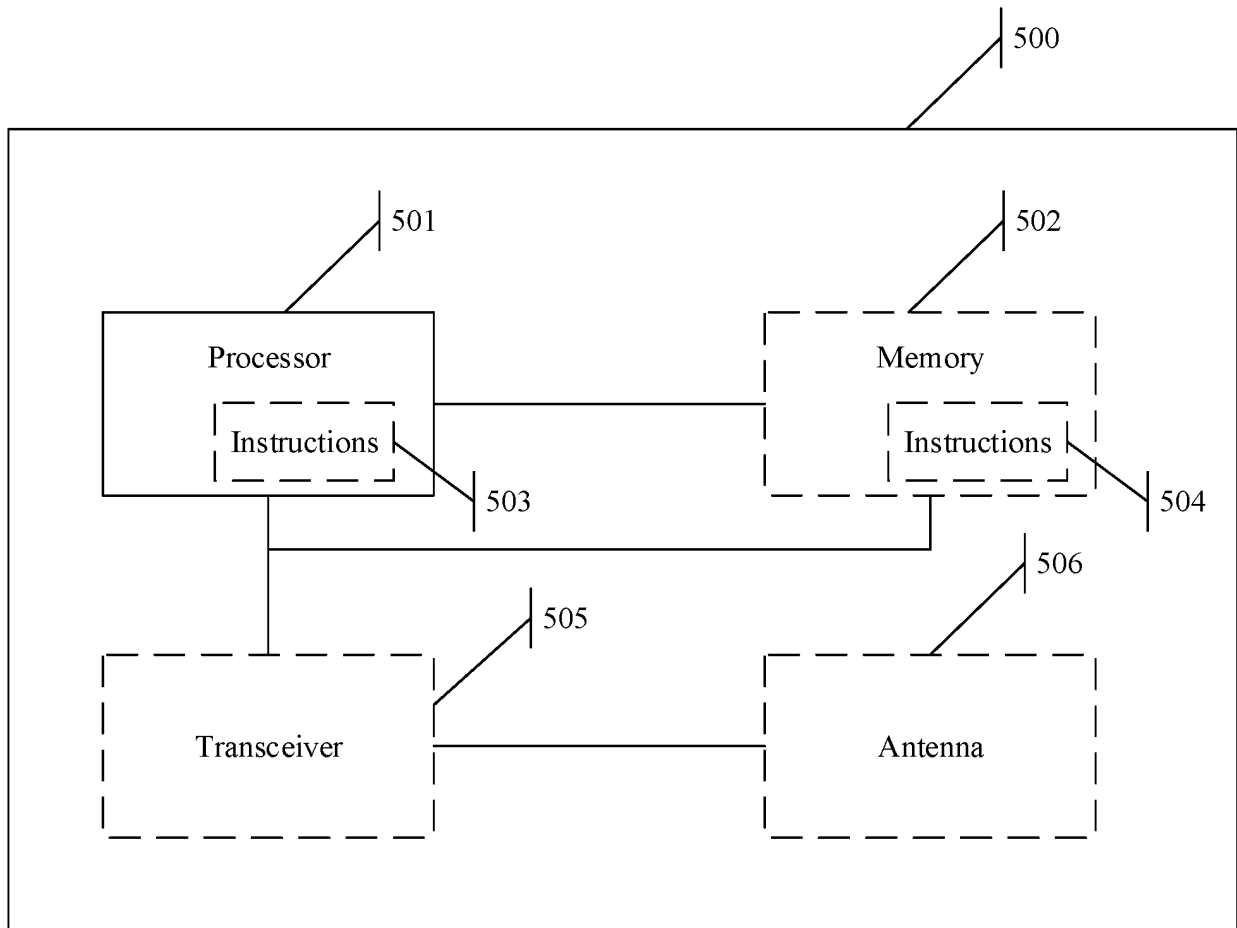 500
501
502
Processor
Memory
Instructions
Instructions
503
504
506
505
Transceiver
Antenna